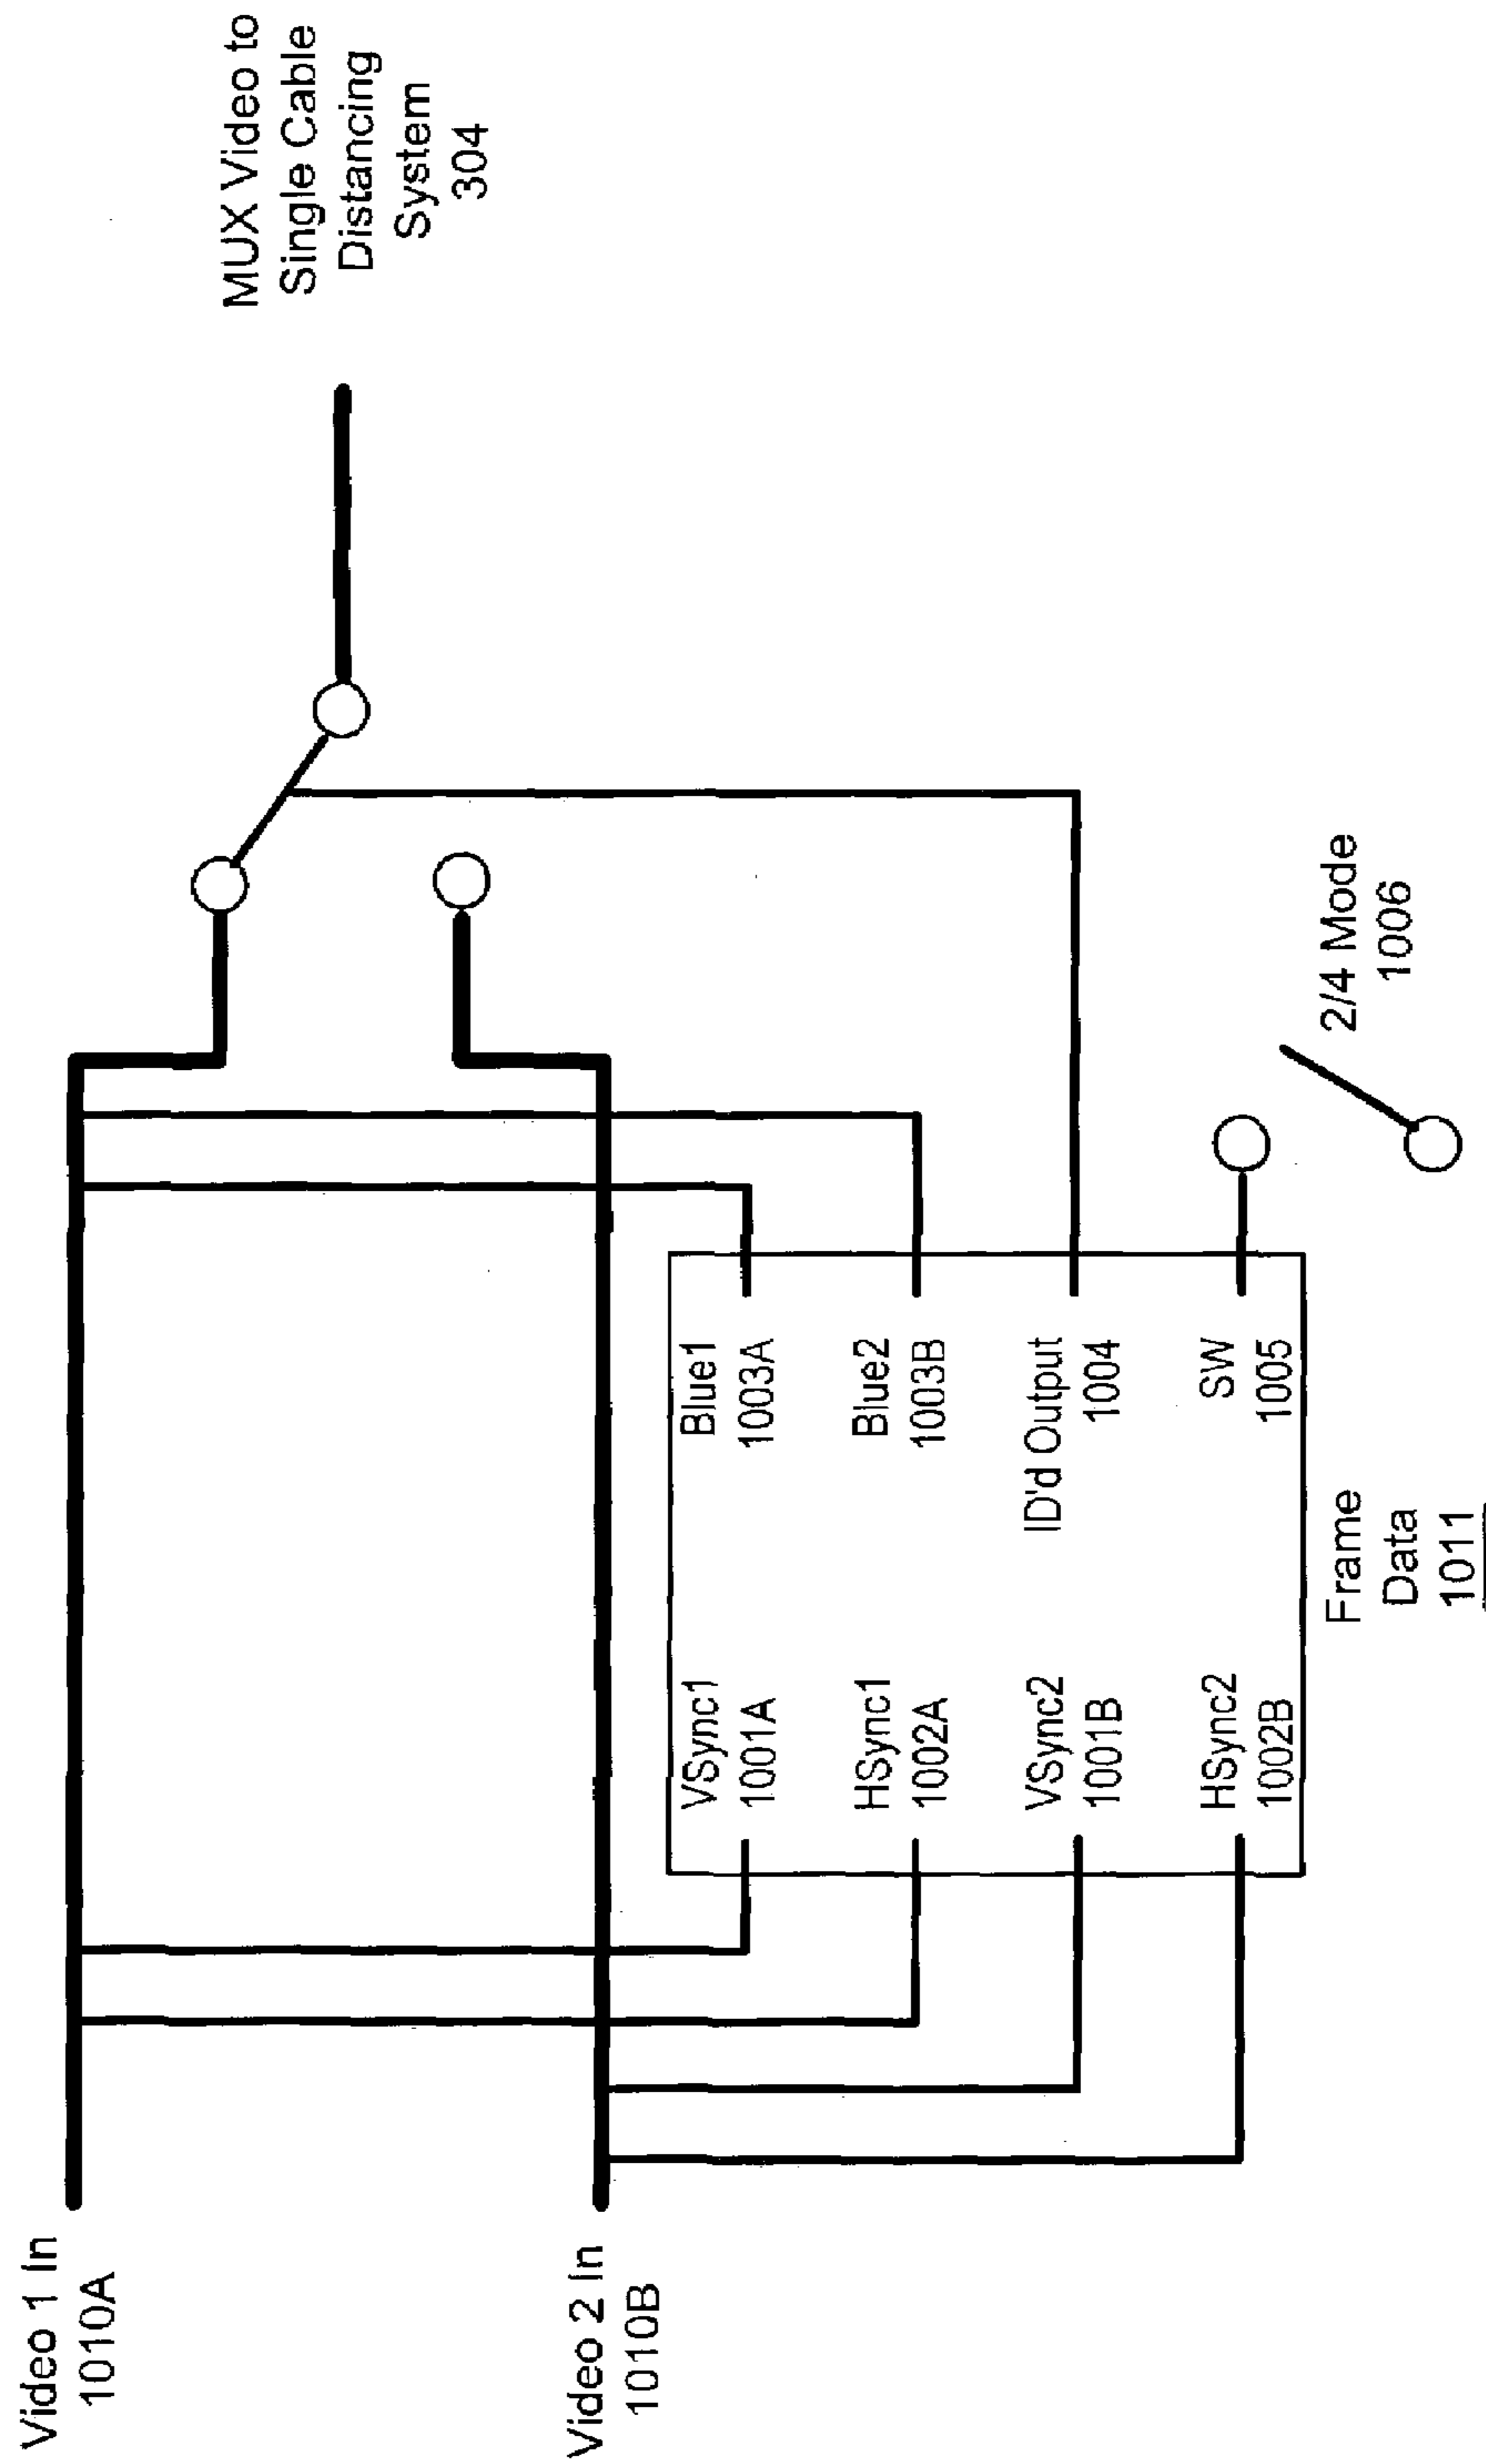 Video 1 In
1010A
Video 2 In
1010B
MUX Video to
Single Cable
Distancing
System
304
VSync1
1001A
HSync1
1002A
VSync2
1001B
HSync2
1002B
Blue1
1003A
Blue2
1003B
ID'd Output
1004
SW
1005
2/4 Mode
1006
Frame
Data
1011